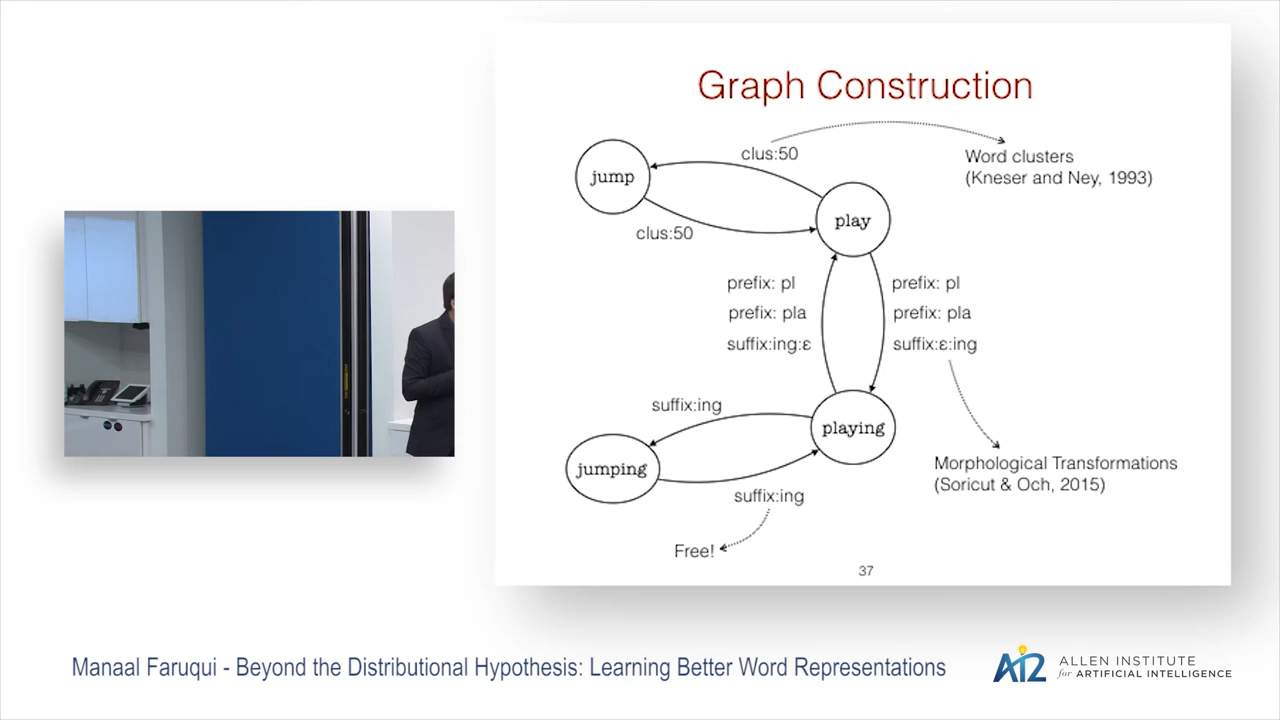 Graph Construction
clus:50
Word clusters
(Kneser and Ney, 1993)
jump
play
clus:50
prefix: pl
prefix: pla
suffix:ing:ε
prefix: pl
prefix: pla
suffix:ε:ing
suffix:ing
playing
jumping
suffix:ing
Morphological Transformations
(Soricut & Och, 2015)
Free!
37
Manaal Faruqui - Beyond the Distributional Hypothesis: Learning Better Word Representations
AI2
ALLEN INSTITUTE
for ARTIFICIAL INTELLIGENCE